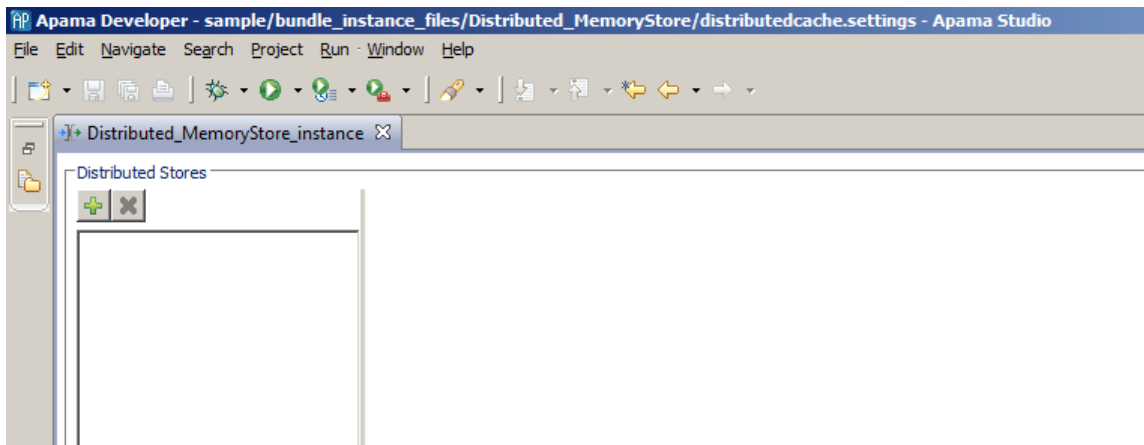 Apama Developer - sample/bundle_instance_files/Distributed_MemoryStore/distributedcache.settings - Apama Studio
File Edit Navigate Search Project Run Window Help
Distributed_MemoryStore_instance
Distributed Stores